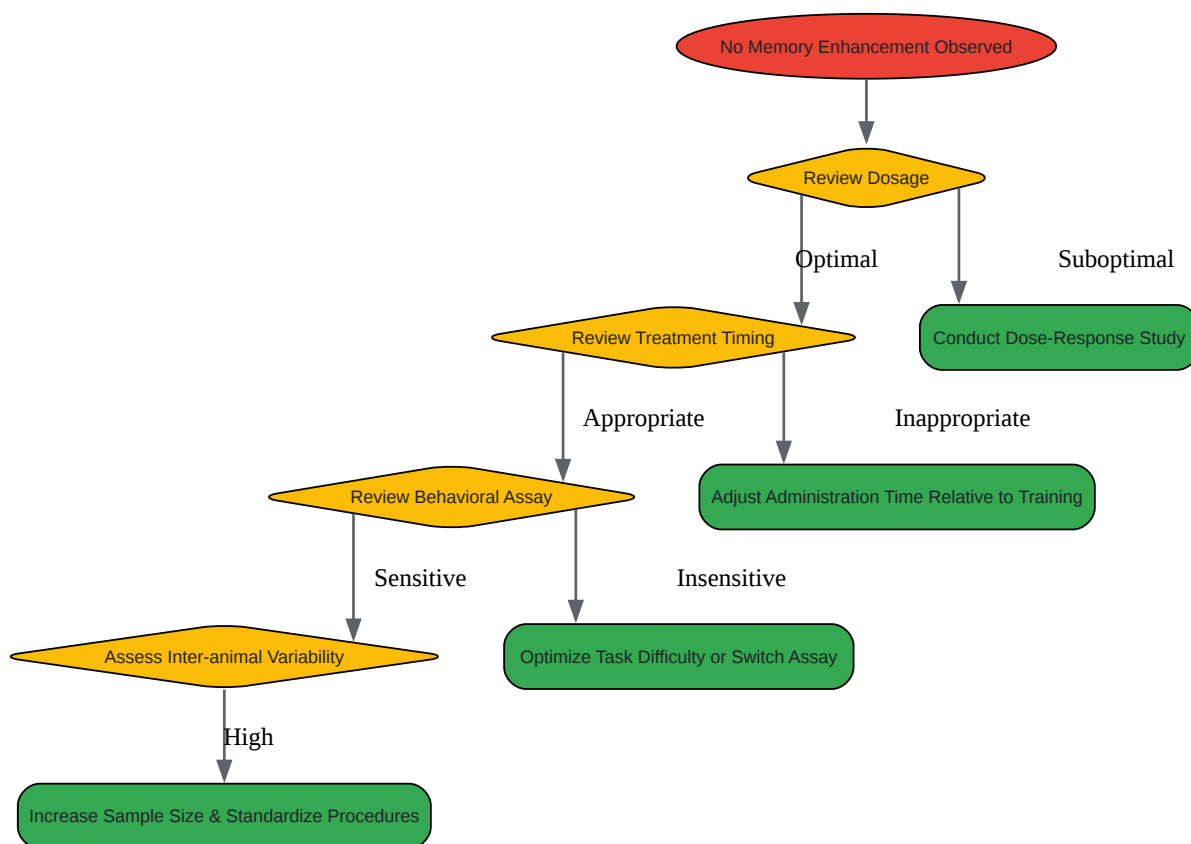 No Memory Enhancement Observed
Review Dosage
Optimal
Suboptimal
Conduct Dose-Response Study
Review Treatment Timing
Appropriate
Inappropriate
Adjust Administration Time Relative to Training
Review Behavioral Assay
Sensitive
Insensitive
Optimize Task Difficulty or Switch Assay
Assess Inter-animal Variability
High
Increase Sample Size & Standardize Procedures